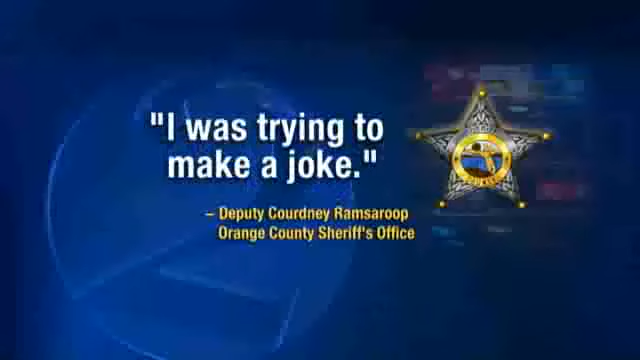 "I was trying to
make a joke."
– Deputy Courdney Ramsaroop
Orange County Sheriff's Office